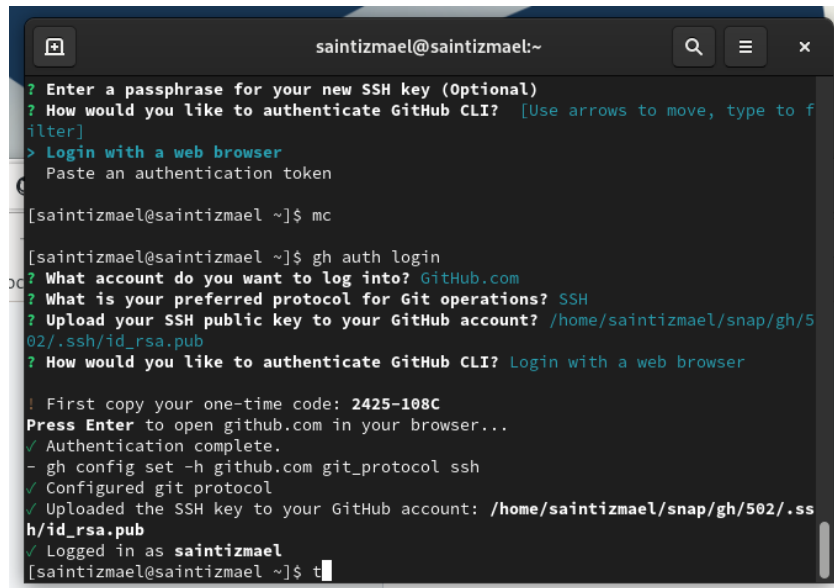 saintizmael@saintizmael:~
? Enter a passphrase for your new SSH key (Optional)
? How would you like to authenticate GitHub CLI?  [Use arrows to move, type to f
ilter]
> Login with a web browser
  Paste an authentication token
[saintizmael@saintizmael ~]$ mc
[saintizmael@saintizmael ~]$ gh auth login
? What account do you want to log into? GitHub.com
? What is your preferred protocol for Git operations? SSH
? Upload your SSH public key to your GitHub account? /home/saintizmael/snap/gh/5
02/.ssh/id_rsa.pub
? How would you like to authenticate GitHub CLI? Login with a web browser
! First copy your one-time code: 2425-108C
Press Enter to open github.com in your browser...
✓ Authentication complete.
- gh config set -h github.com git_protocol ssh
✓ Configured git protocol
✓ Uploaded the SSH key to your GitHub account: /home/saintizmael/snap/gh/502/.ss
h/id_rsa.pub
✓ Logged in as saintizmael
[saintizmael@saintizmael ~]$ t